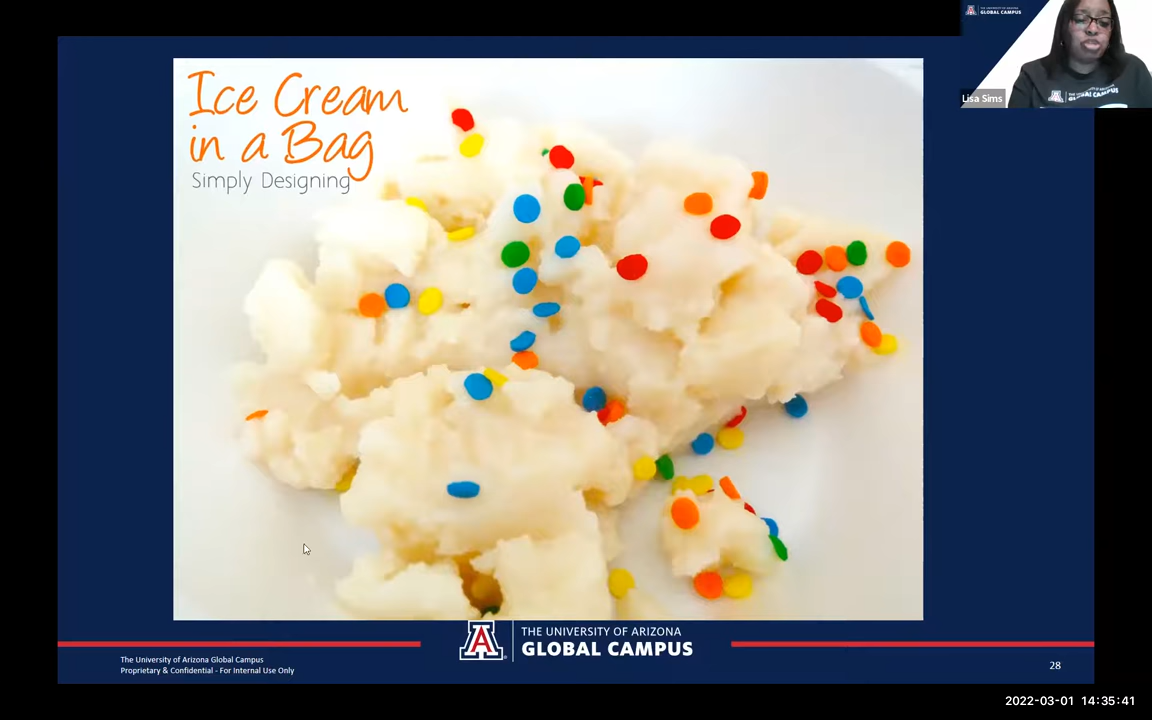 THE UNIVERSITY OF ARIZONA
GLOBAL CAMPUS
GLOBAL CAMPUS
Lisa Sims
Ice Cream
in a Bag
Simply Designing
A
THE UNIVERSITY OF ARIZONA
GLOBAL CAMPUS
The University of Arizona Global Campus
Proprietary & Confidential - For Internal Use Only
28
2022-03-01 14:35:41